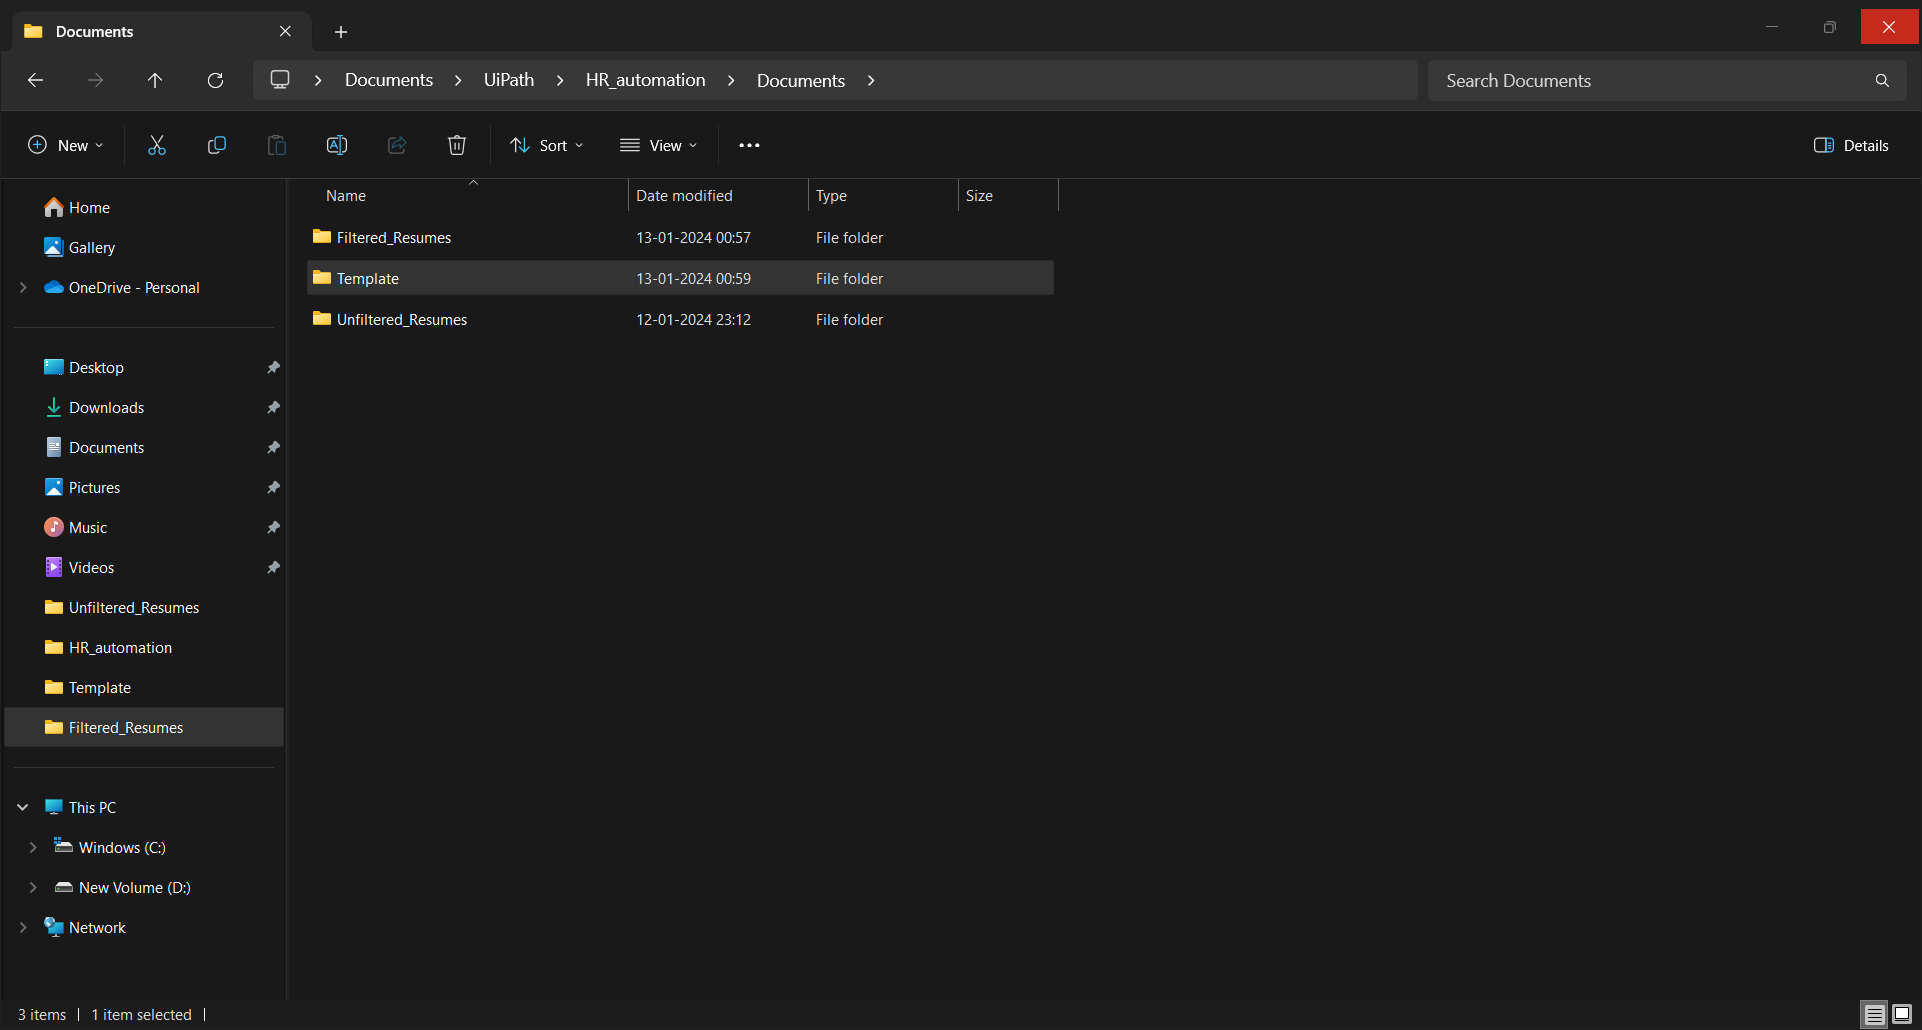 Documents
Documents UiPath HR_automation Documents Search Documents
New Sort View Details
Name Date modified Type Size
Filtered_Resumes 13-01-2024 00:57 File folder
Template 13-01-2024 00:59 File folder
Unfiltered_Resumes 12-01-2024 23:12 File folder
Home
Gallery
OneDrive - Personal
Desktop
Downloads
Documents
Pictures
Music
Videos
Unfiltered_Resumes
HR_automation
Template
Filtered_Resumes
This PC
Windows (C:)
New Volume (D:)
Network
3 items 1 item selected